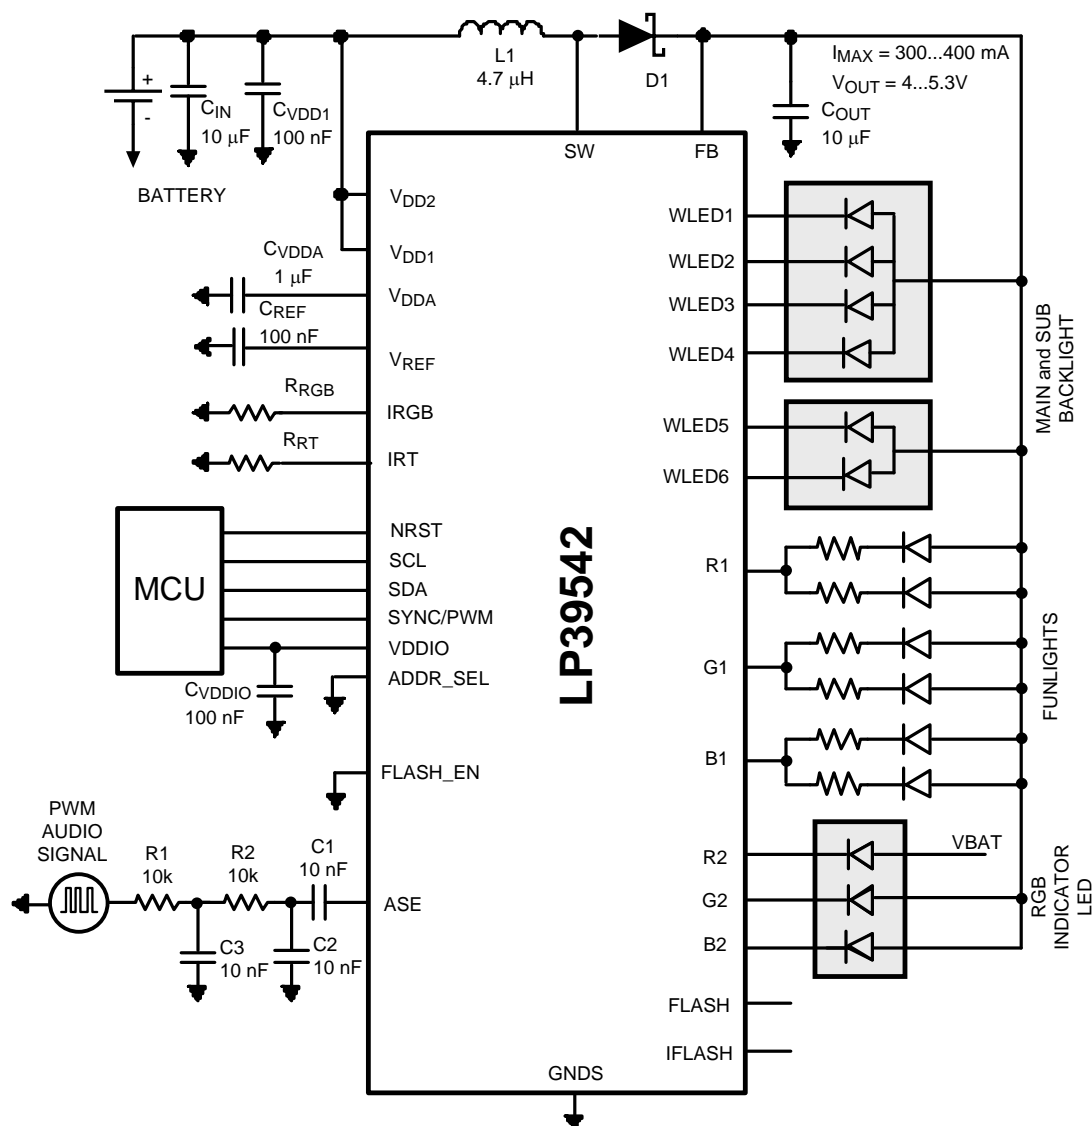 L1
4.7 μH
D1
IMAX = 300...400 mA
VOUT = 4...5.3V
COUT
10 μF
+
-
CIN
10 μF
CVDD1
100 nF
BATTERY
SW
FB
VDD2
VDD1
CVDDA
1 μF
VDDA
CREF
100 nF
VREF
RRGB
IRGB
RRT
IRT
MCU
NRST
SCL
SDA
SYNC/PWM
VDDIO
ADDR_SEL
CVDDIO
100 nF
FLASH_EN
PWM
AUDIO
SIGNAL
R1
10k
R2
10k
C1
10 nF
ASE
C3
10 nF
C2
10 nF
LP39542
GNDS
WLED1
WLED2
WLED3
WLED4
WLED5
WLED6
MAIN and SUB
BACKLIGHT
R1
G1
B1
FUNLIGHTS
R2
G2
B2
VBAT
RGB
INDICATOR
LED
FLASH
IFLASH